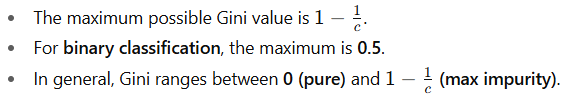 • The maximum possible Gini value is 1 − 1/c.
• For binary classification, the maximum is 0.5.
• In general, Gini ranges between 0 (pure) and 1 − 1/c (max impurity).